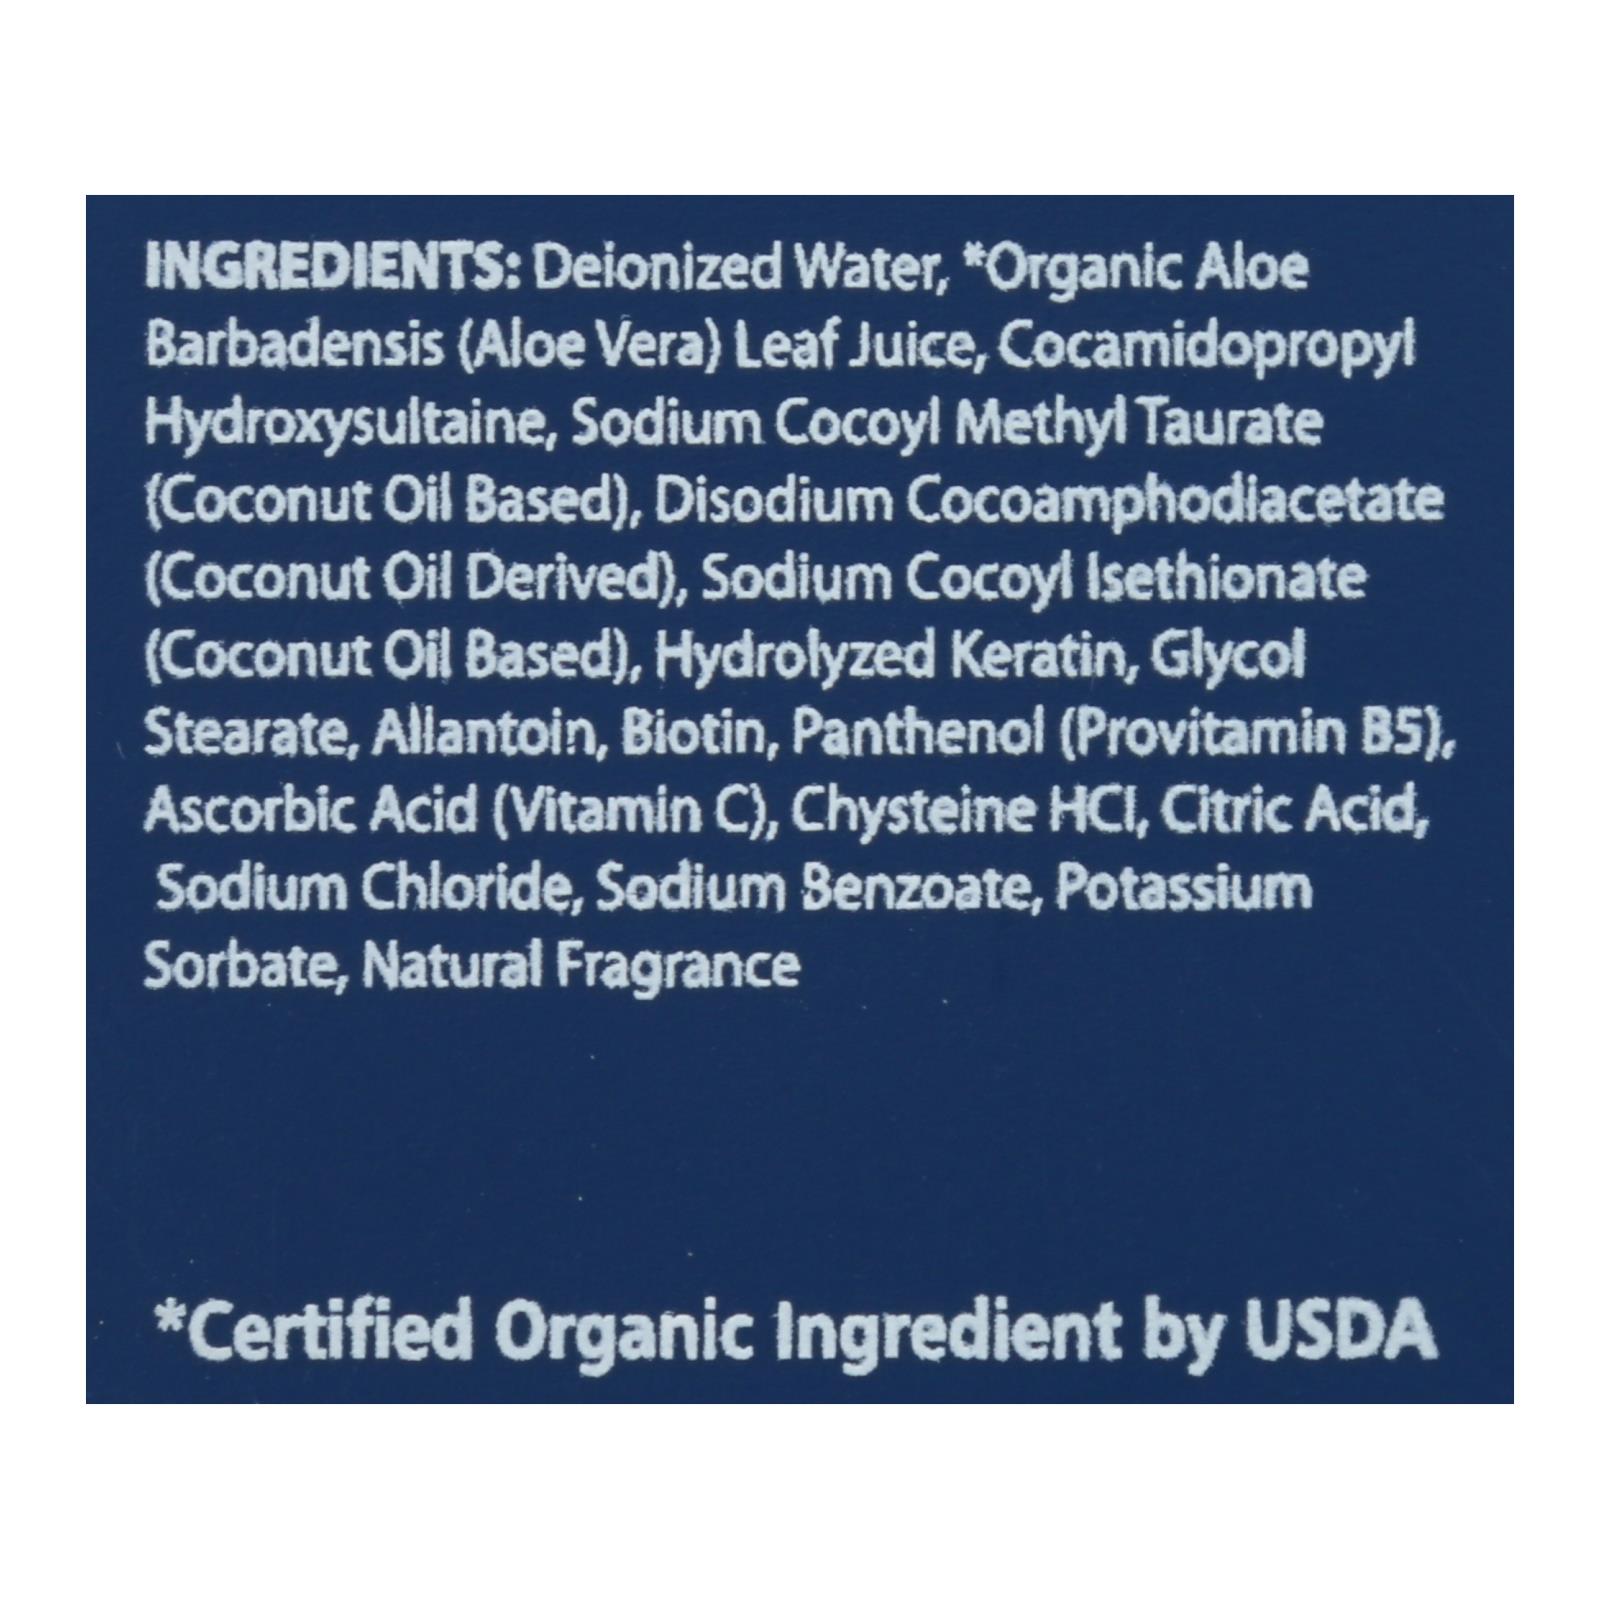 INGREDIENTS: Deionized Water, *Organic Aloe
Barbadensis (Aloe Vera) Leaf Juice, Cocamidopropyl
Hydroxysultaine, Sodium Cocoyl Methyl Taurate
(Coconut Oil Based), Disodium Cocoamphodiacetate
(Coconut Oil Derived), Sodium Cocoyl Isethionate
(Coconut Oil Based), Hydrolyzed Keratin, Glycol
Stearate, Allantoin, Biotin, Panthenol (Provitamin B5),
Ascorbic Acid (Vitamin C), Chysteine HCl, Citric Acid,
Sodium Chloride, Sodium Benzoate, Potassium
Sorbate, Natural Fragrance
*Certified Organic Ingredient by USDA